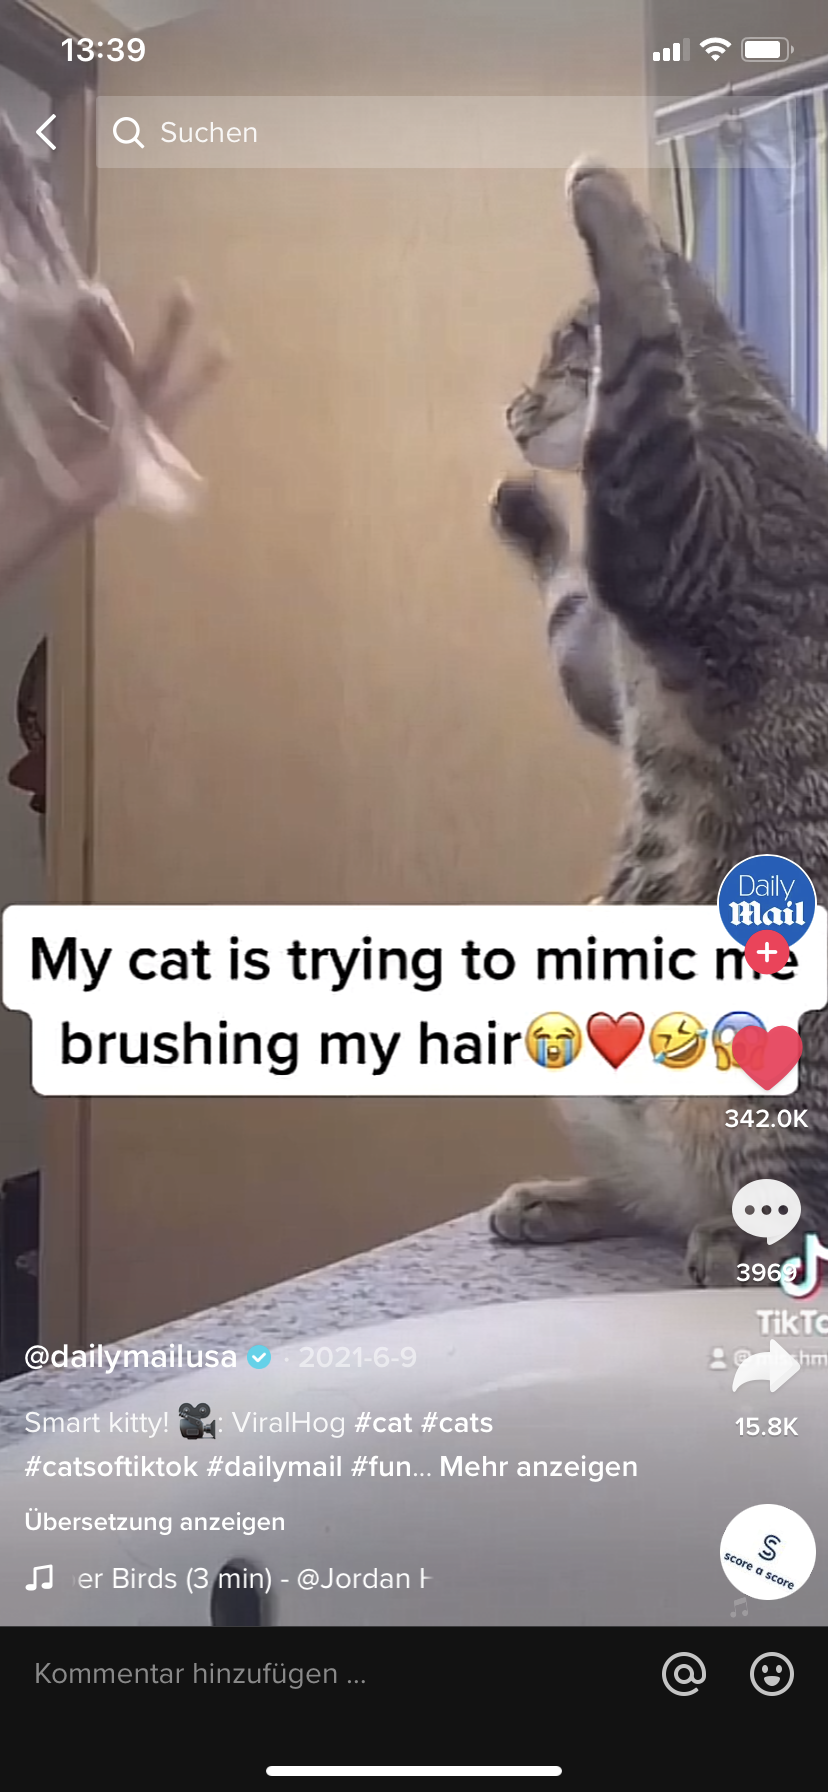 13:39
Suchen
Daily
Mail
My cat is trying to mimic me
brushing my hair😭❤️🤣😱
342.0K
3969
TikTo
@dailymailusa · 2021-6-9
15.8K
Smart kitty! 🎥: ViralHog #cat #cats
#catsoftiktok #dailymail #fun... Mehr anzeigen
Übersetzung anzeigen
score a score
er Birds (3 min) - @Jordan
Kommentar hinzufügen ...